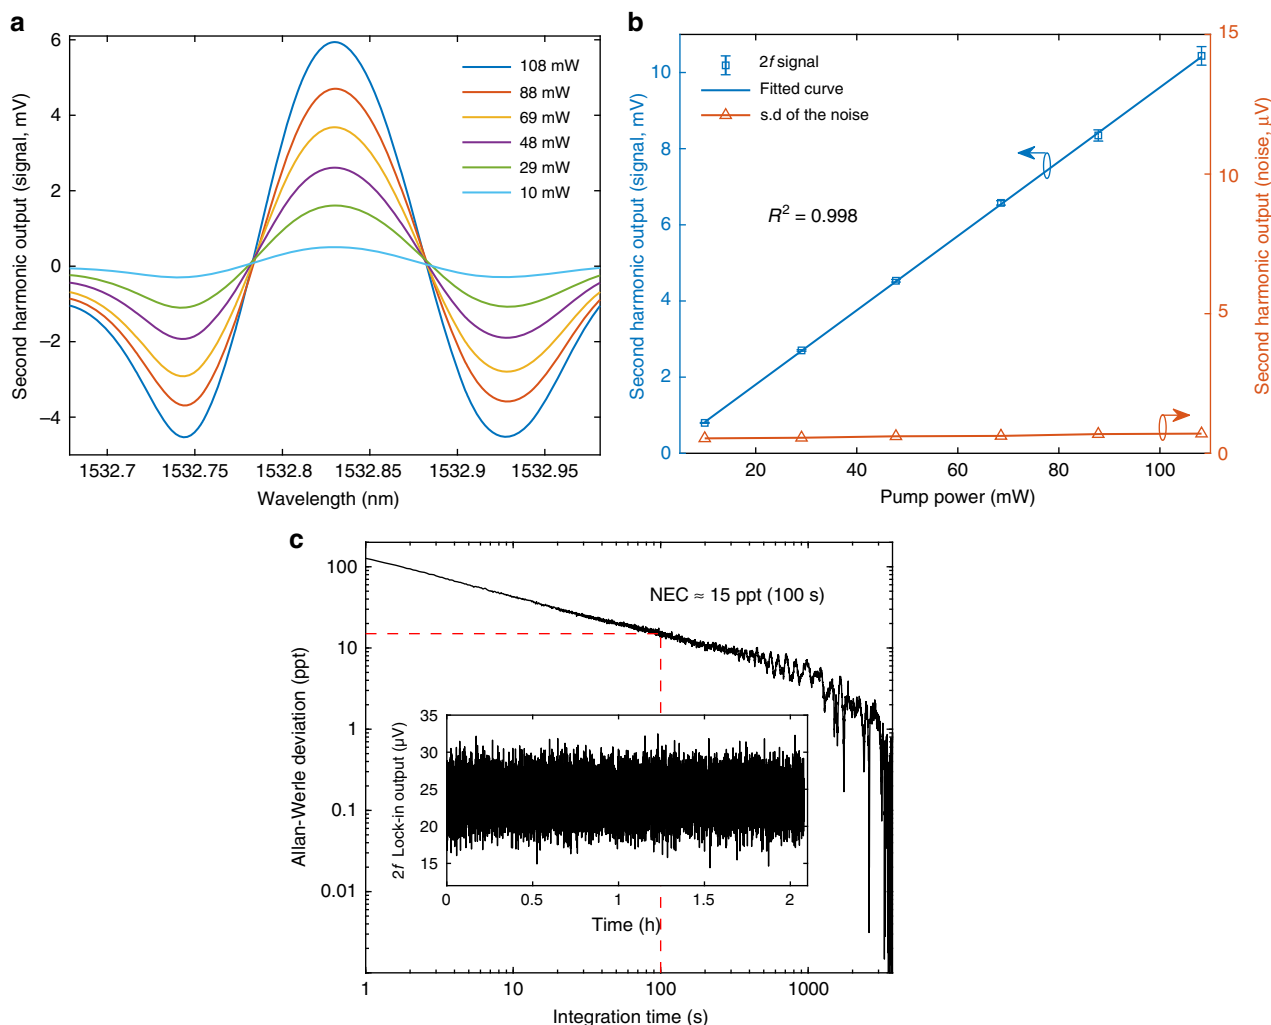 a
6
4
2
0
−2
−4
Second harmonic output (signal, mV)
108 mW
88 mW
69 mW
48 mW
29 mW
10 mW
1532.7 1532.75 1532.8 1532.85 1532.9 1532.95
Wavelength (nm)
b
10
8
6
4
2
0
Second harmonic output (signal, mV)
2f signal
Fitted curve
s.d of the noise
R² = 0.998
15
10
5
0
Second harmonic output (noise, µV)
20 40 60 80 100
Pump power (mW)
c
100
10
1
0.1
0.01
Allan-Werle deviation (ppt)
NEC ≈ 15 ppt (100 s)
35
30
25
20
15
2f Lock-in output (µV)
0 0.5 1 1.5 2
Time (h)
1 10 100 1000
Integration time (s)